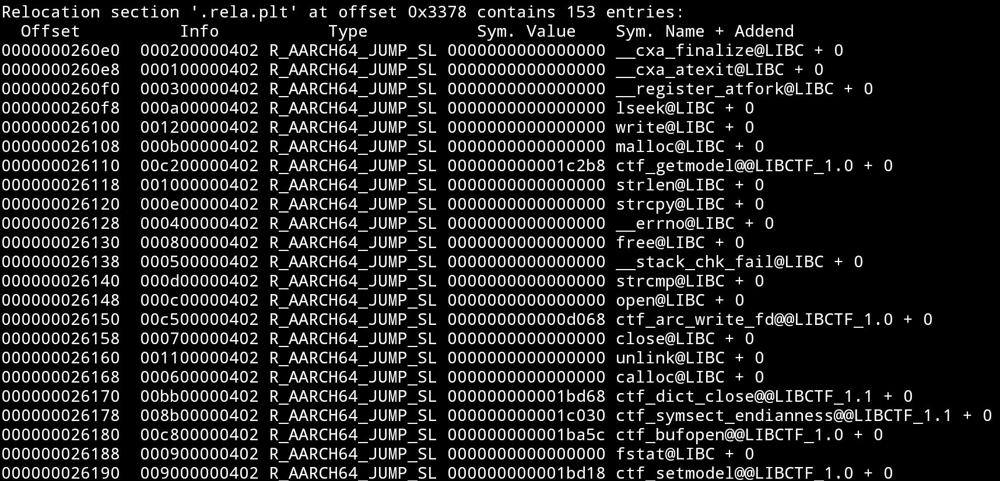 Relocation section '.rela.plt' at offset 0x3378 contains 153 entries:
  Offset          Info           Type           Sym. Value    Sym. Name + Addend
0000000260e0  000200000402 R_AARCH64_JUMP_SL 0000000000000000 __cxa_finalize@LIBC + 0
0000000260e8  000100000402 R_AARCH64_JUMP_SL 0000000000000000 __cxa_atexit@LIBC + 0
0000000260f0  000300000402 R_AARCH64_JUMP_SL 0000000000000000 __register_atfork@LIBC + 0
0000000260f8  000a00000402 R_AARCH64_JUMP_SL 0000000000000000 lseek@LIBC + 0
000000026100  001200000402 R_AARCH64_JUMP_SL 0000000000000000 write@LIBC + 0
000000026108  000b00000402 R_AARCH64_JUMP_SL 0000000000000000 malloc@LIBC + 0
000000026110  00c200000402 R_AARCH64_JUMP_SL 000000000001c2b8 ctf_getmodel@@LIBCTF_1.0 + 0
000000026118  001000000402 R_AARCH64_JUMP_SL 0000000000000000 strlen@LIBC + 0
000000026120  000e00000402 R_AARCH64_JUMP_SL 0000000000000000 strcpy@LIBC + 0
000000026128  000400000402 R_AARCH64_JUMP_SL 0000000000000000 __errno@LIBC + 0
000000026130  000800000402 R_AARCH64_JUMP_SL 0000000000000000 free@LIBC + 0
000000026138  000500000402 R_AARCH64_JUMP_SL 0000000000000000 __stack_chk_fail@LIBC + 0
000000026140  000d00000402 R_AARCH64_JUMP_SL 0000000000000000 strcmp@LIBC + 0
000000026148  000c00000402 R_AARCH64_JUMP_SL 0000000000000000 open@LIBC + 0
000000026150  00c500000402 R_AARCH64_JUMP_SL 000000000000d068 ctf_arc_write_fd@@LIBCTF_1.0 + 0
000000026158  000700000402 R_AARCH64_JUMP_SL 0000000000000000 close@LIBC + 0
000000026160  001100000402 R_AARCH64_JUMP_SL 0000000000000000 unlink@LIBC + 0
000000026168  000600000402 R_AARCH64_JUMP_SL 0000000000000000 calloc@LIBC + 0
000000026170  00bb00000402 R_AARCH64_JUMP_SL 000000000001bd68 ctf_dict_close@@LIBCTF_1.1 + 0
000000026178  008b00000402 R_AARCH64_JUMP_SL 000000000001c030 ctf_symsect_endianness@@LIBCTF_1.1 + 0
000000026180  00c800000402 R_AARCH64_JUMP_SL 000000000001ba5c ctf_bufopen@@LIBCTF_1.0 + 0
000000026188  000900000402 R_AARCH64_JUMP_SL 0000000000000000 fstat@LIBC + 0
000000026190  009000000402 R_AARCH64_JUMP_SL 000000000001bd18 ctf_setmodel@@LIBCTF_1.0 + 0